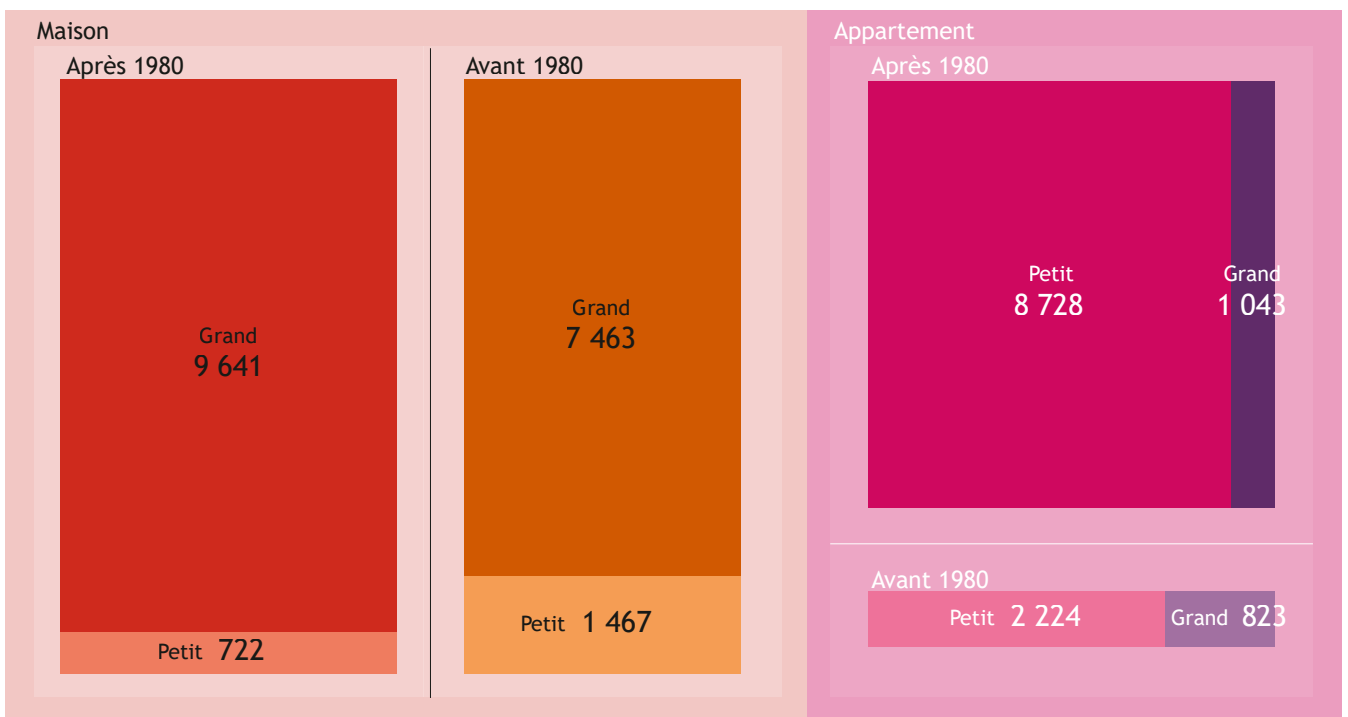 Maison
Après 1980
Grand
9 641
Petit 722
Avant 1980
Grand
7 463
Petit 1 467
Appartement
Après 1980
Petit
8 728
Grand
1 043
Avant 1980
Petit 2 224
Grand 823